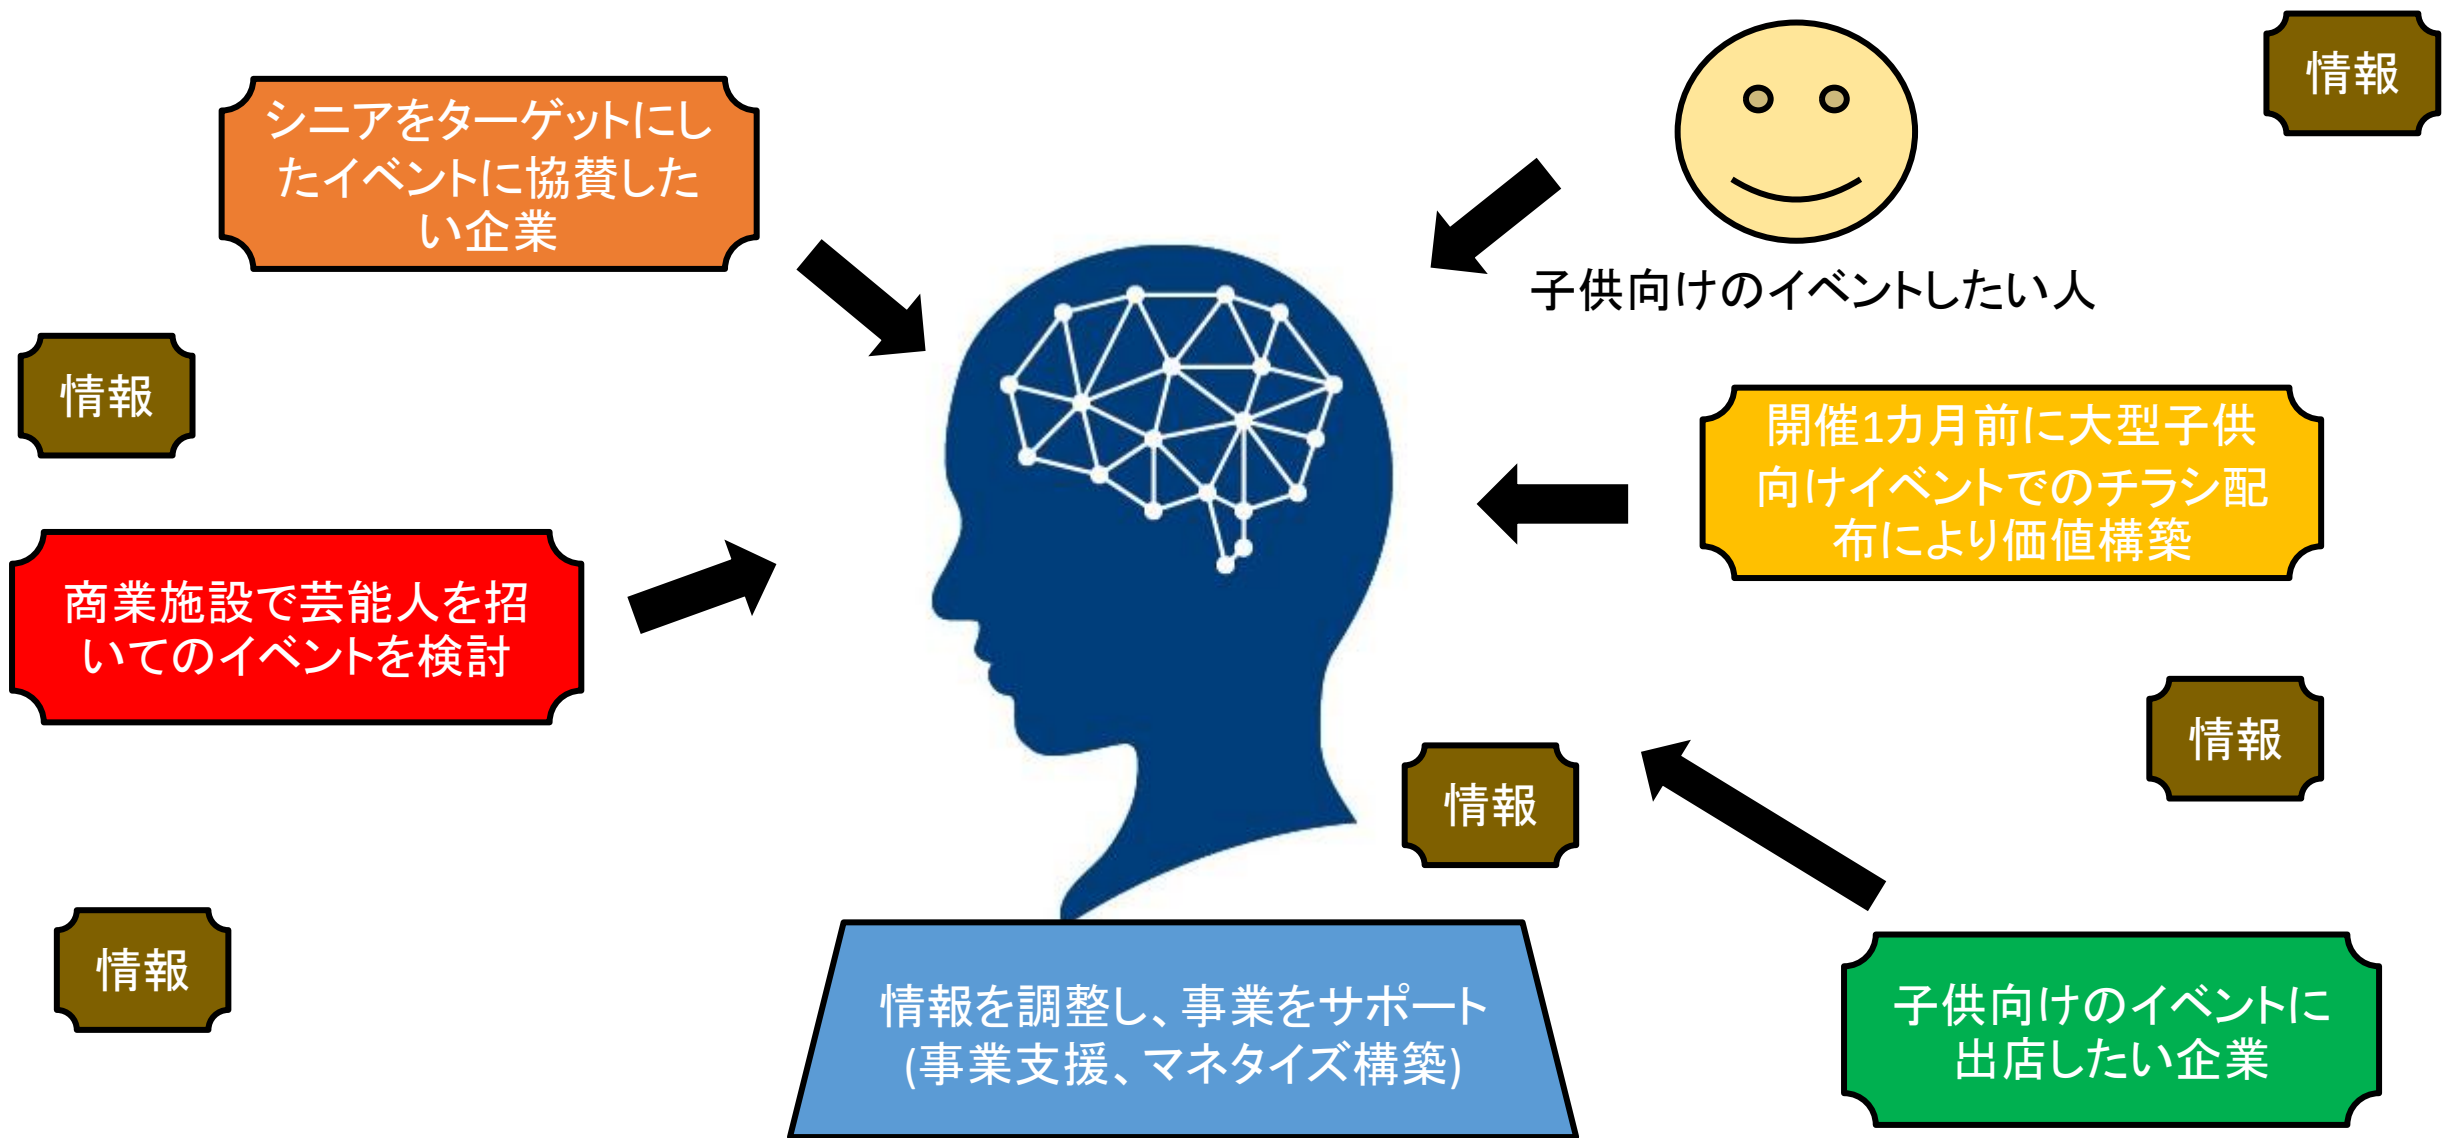 情報
シニアをターゲットにし
たイベントに協賛した
い企業
子供向けのイベントしたい人
情報
開催1カ月前に大型子供
向けイベントでのチラシ配
布により価値構築
商業施設で芸能人を招
いてのイベントを検討
情報
情報
情報
子供向けのイベントに
出店したい企業
情報を調整し、事業をサポート
(事業支援、マネタイズ構築)